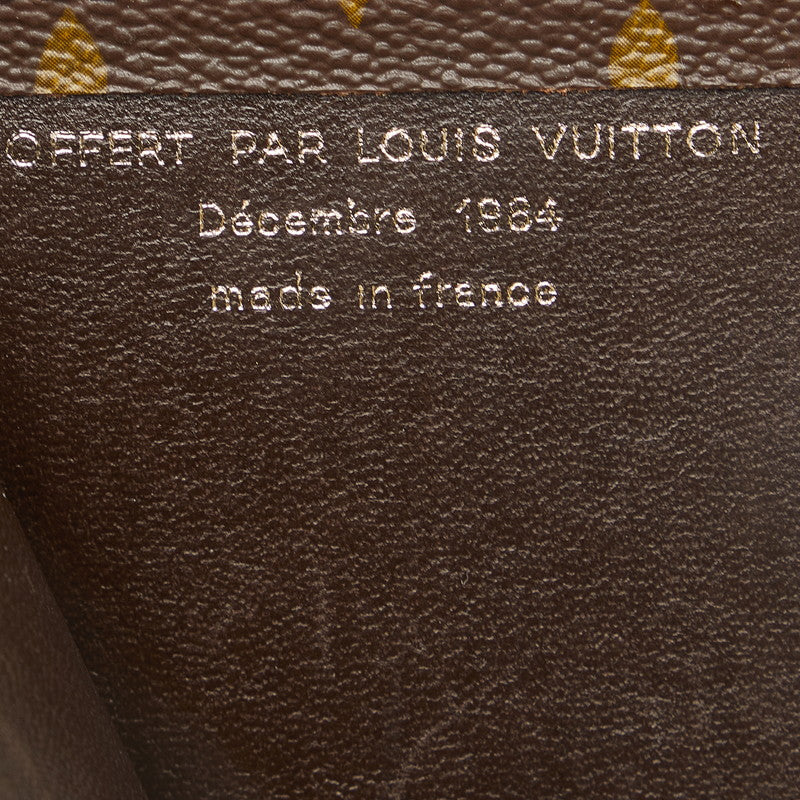 OFFERT PAR LOUIS VUITTON
Décembre 1984
made in france